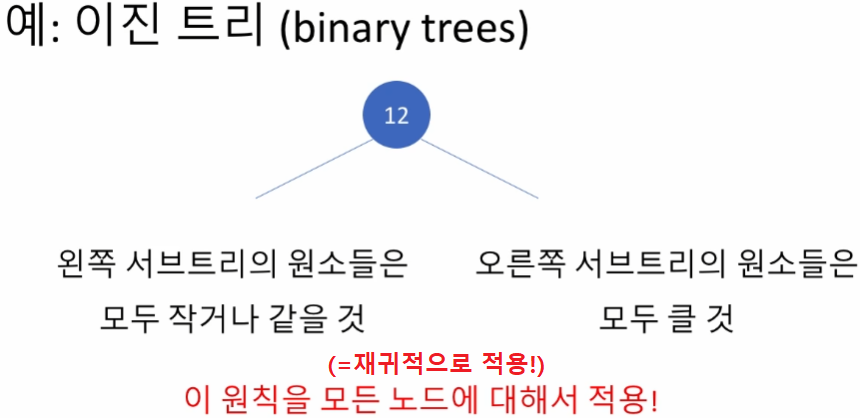 예: 이진 트리 (binary trees)
12
왼쪽 서브트리의 원소들은
모두 작거나 같을 것
오른쪽 서브트리의 원소들은
모두 클 것
(=재귀적으로 적용!)
이 원칙을 모든 노드에 대해서 적용!